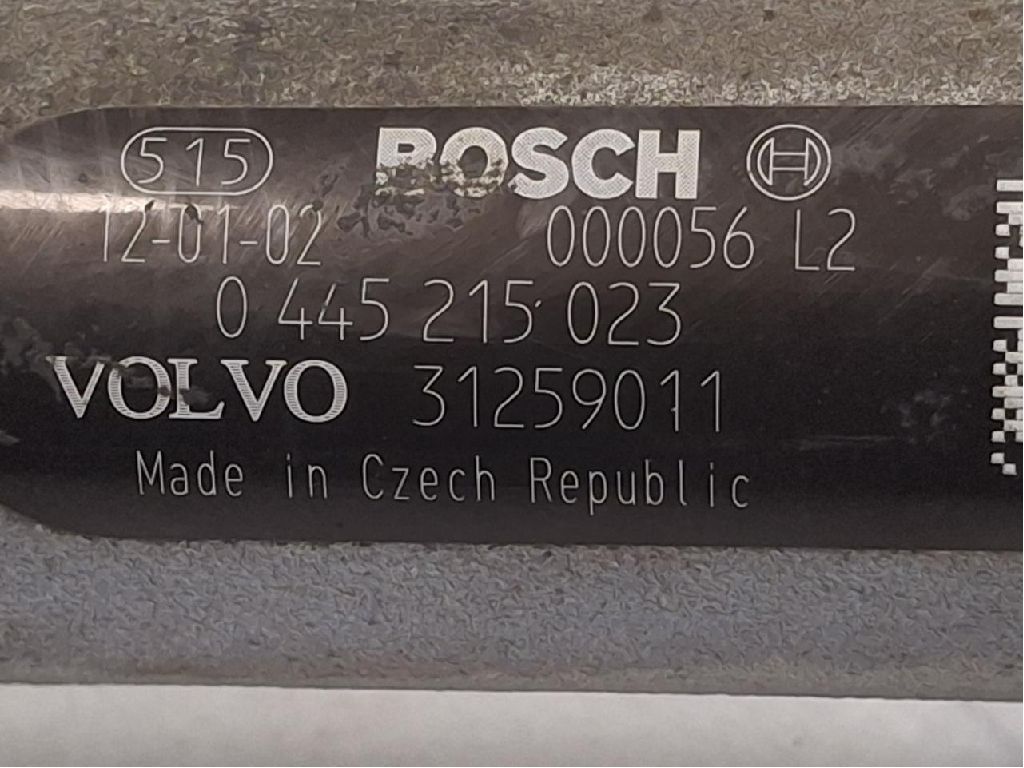 515 BOSCH
12-01-02 000056 L2
0 445 215 023
VOLVO 31259011
Made in Czech Republic